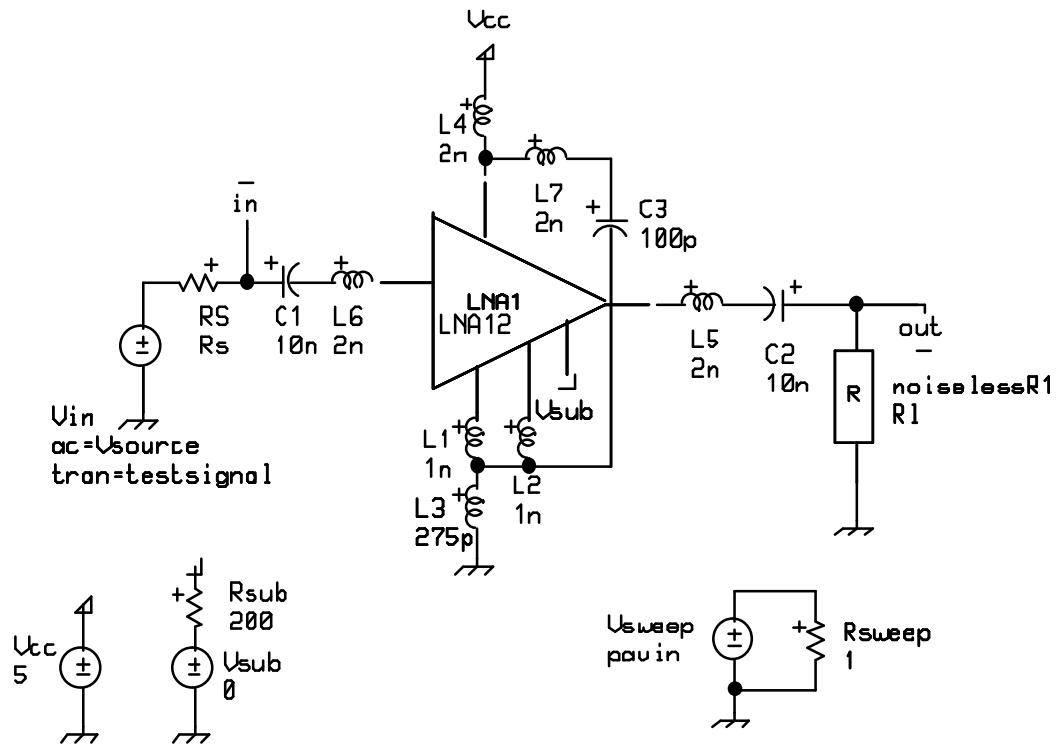 Vcc
L4
2n
L7
2n
C3
100p
in
RS
Rs
C1
10n
L6
2n
LNA1
LNA12
Vsub
L5
2n
C2
10n
out
R
noiselessR1
Rl
Vin
ac=Vsource
tran=testsignal
L1
1n
L2
1n
L3
275p
Vcc
5
Rsub
200
Vsub
0
Vsweep
pavin
Rsweep
1